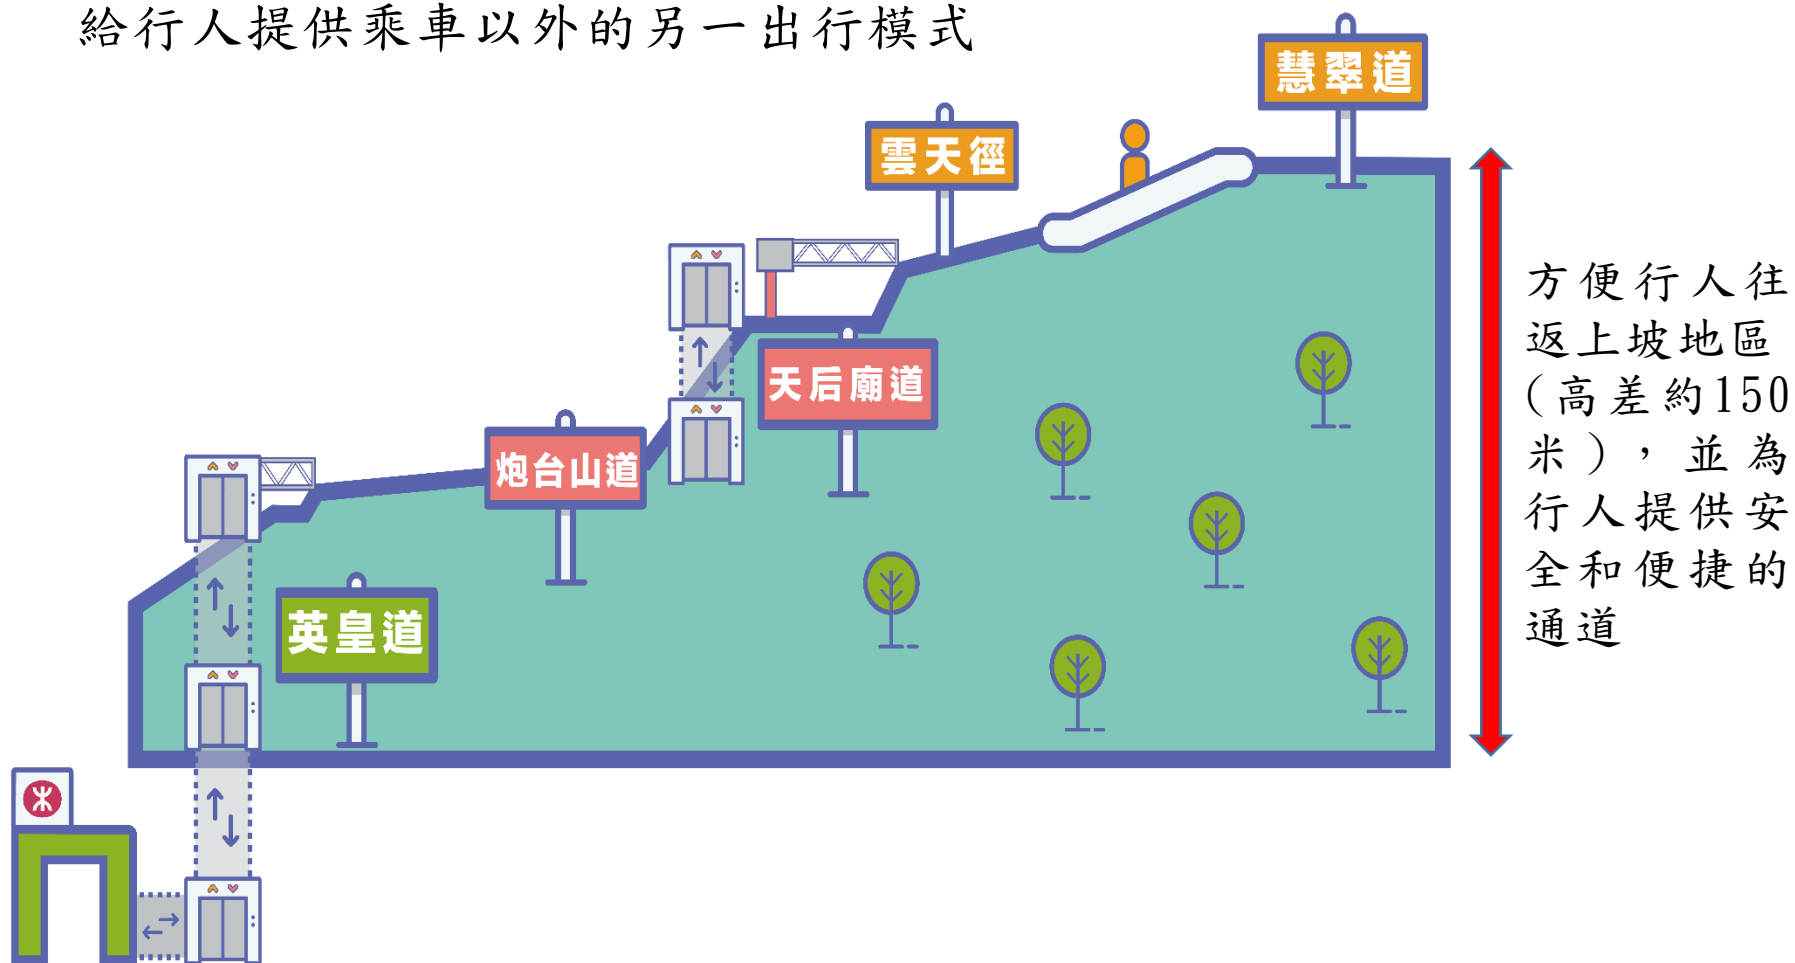 給行人提供乘車以外的另一出行模式
慧翠道
雲天徑
天后廟道
炮台山道
英皇道
方便行人往
返上坡地區
(高差約150
米),並為
行人提供安
全和便捷的
通道